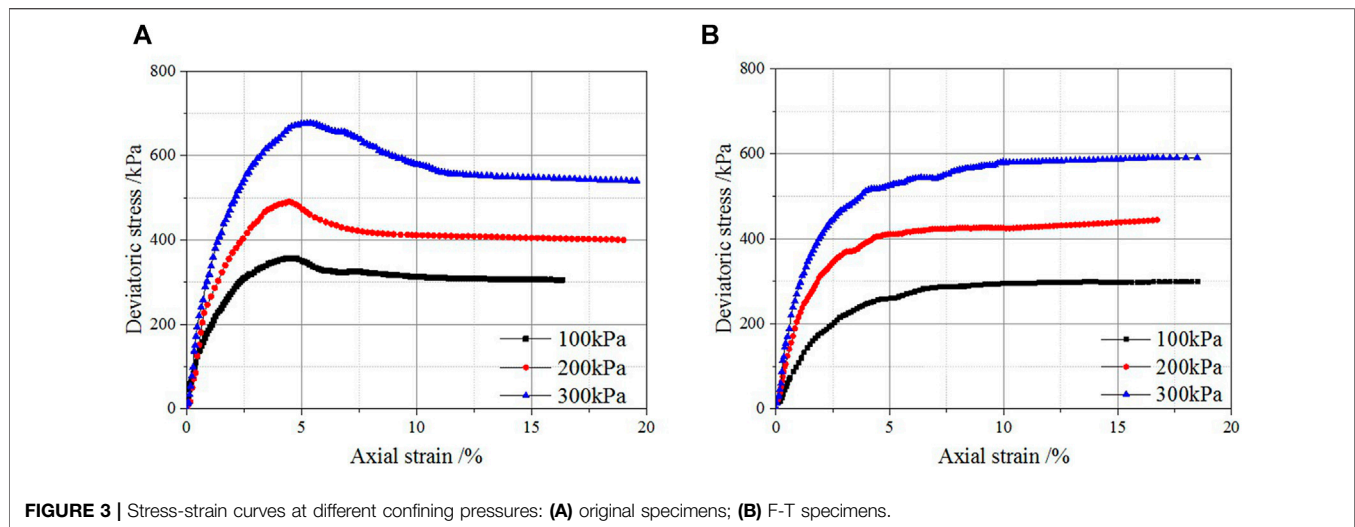 A
B
800
600
400
200
0
Deviatoric stress /kPa
100kPa
200kPa
300kPa
0 5 10 15 20
Axial strain /%
800
600
400
200
0
Deviatoric stress /kPa
100kPa
200kPa
300kPa
0 5 10 15 20
Axial strain /%
FIGURE 3 | Stress-strain curves at different confining pressures: (A) original specimens; (B) F-T specimens.